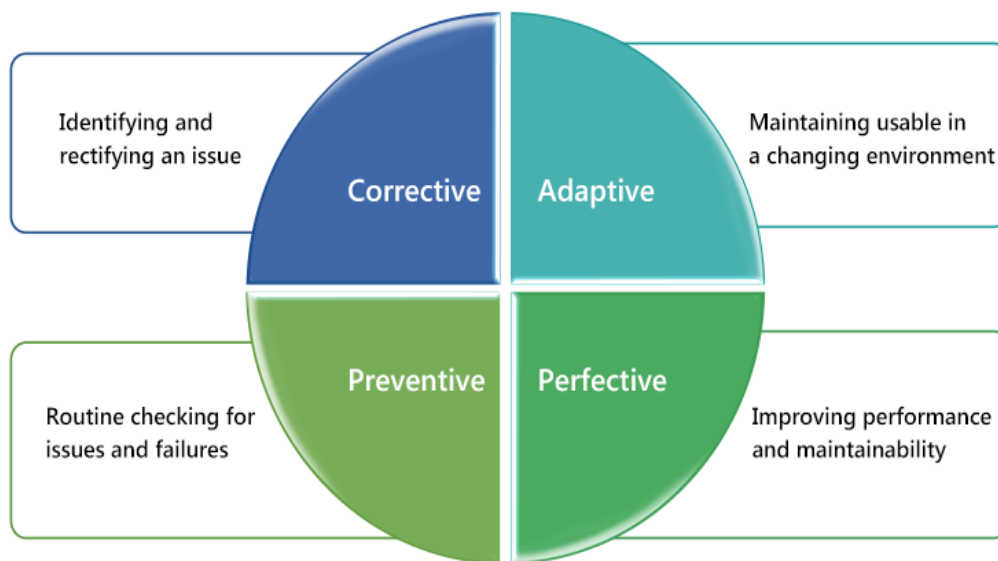 Identifying and
rectifying an issue
Corrective
Adaptive
Maintaining usable in
a changing environment
Routine checking for
issues and failures
Preventive
Perfective
Improving performance
and maintainability